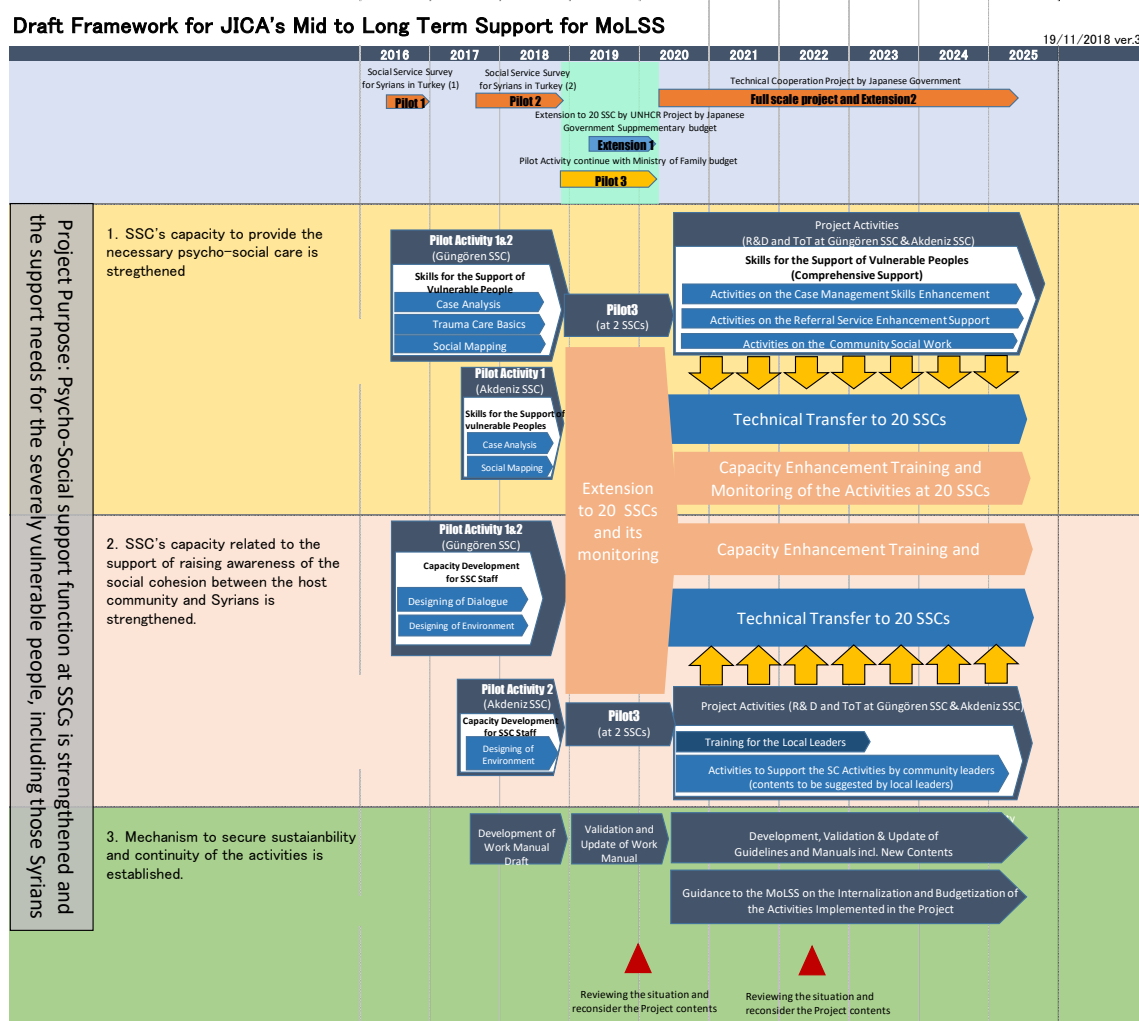 Draft Framework for JICA's Mid to Long Term Support for MoLSS
19/11/2018 ver.3
2016 2017 2018 2019 2020 2021 2022 2023 2024 2025
Social Service Survey
for Syrians in Turkey (1)
Pilot 1
Social Service Survey
for Syrians in Turkey (2)
Pilot 2
Technical Cooperation Project by Japanese Government
Full scale project and Extension2
Extension to 20 SSC by UNHCR Project by Japanese
Government Suppmementary budget
Extension 1
Pilot Activity continue with Ministry of Family budget
Pilot 3
Project Purpose: Psycho-Social support function at SSCs is strengthened and
the support needs for the severely vulnerable people, including those Syrians
1. SSC's capacity to provide the
necessary psycho-social care is
stregthened
Pilot Activity 1&2
(Güngören SSC)
Skills for the Support of
Vulnerable People
Case Analysis
Trauma Care Basics
Social Mapping
Pilot Activity 1
(Akdeniz SSC)
Skills for the Support of
vulnerable Peoples
Case Analysis
Social Mapping
Pilot3
(at 2 SSCs)
Project Activities
(R&D and ToT at Güngören SSC & Akdeniz SSC)
Skills for the Support of Vulnerable Peoples
(Comprehensive Support)
Activities on the Case Management Skills Enhancement
Activities on the Referral Service Enhancement Support
Activities on the Community Social Work
Technical Transfer to 20 SSCs
Capacity Enhancement Training and
Monitoring of the Activities at 20 SSCs
Extension
to 20 SSCs
and its
monitoring
2. SSC's capacity related to the
support of raising awareness of the
social cohesion between the host
community and Syrians is
strengthened.
Pilot Activity 1&2
(Güngören SSC)
Capacity Development
for SSC Staff
Designing of Dialogue
Designing of Environment
Pilot Activity 2
(Akdeniz SSC)
Capacity Development
for SSC Staff
Designing of
Environment
Pilot3
(at 2 SSCs)
Capacity Enhancement Training and
Technical Transfer to 20 SSCs
Project Activities (R& D and ToT at Güngören SSC & Akdeniz SSC)
Training for the Local Leaders
Activities to Support the SC Activities by community leaders
(contents to be suggested by local leaders)
3. Mechanism to secure sustaianbility
and continuity of the activities is
established.
Development of
Work Manual
Draft
Validation and
Update of Work
Manual
Development, Validation & Update of
Guidelines and Manuals incl. New Contents
Guidance to the MoLSS on the Internalization and Budgetization of
the Activities Implemented in the Project
Reviewing the situation and
reconsider the Project contents
Reviewing the situation and
reconsider the Project contents